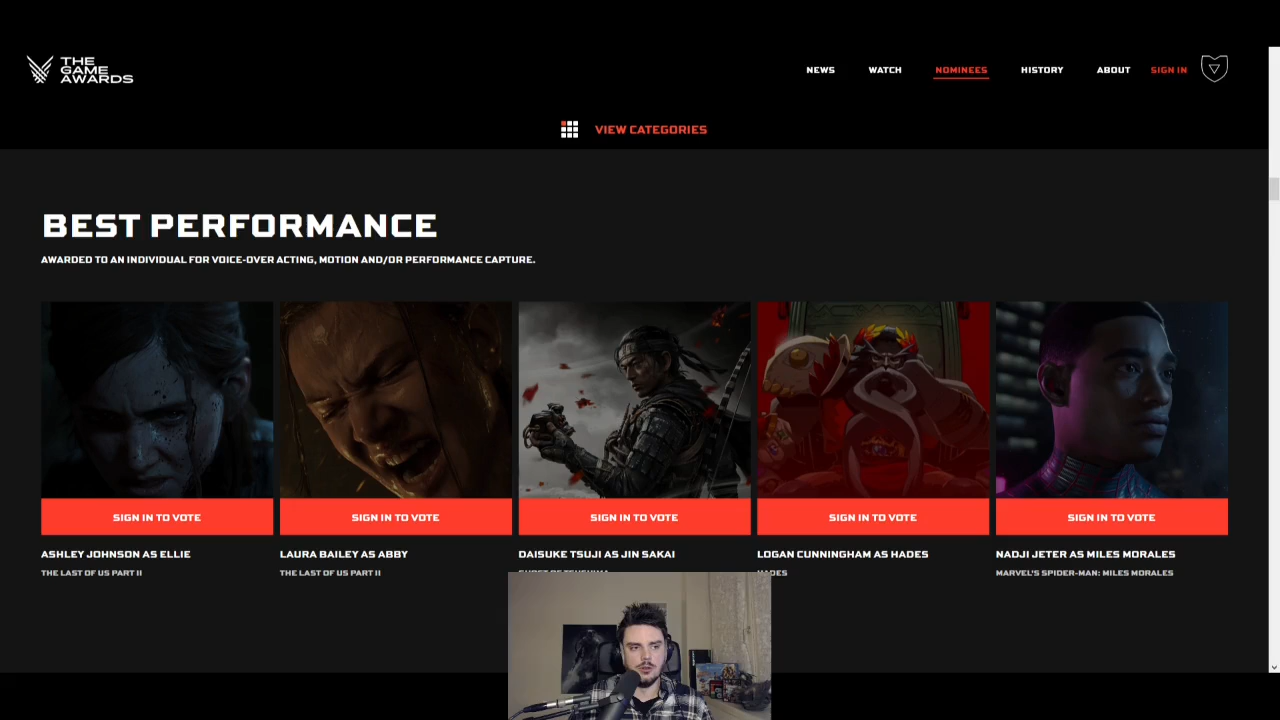 THE
GAME
AWARDS
NEWS
WATCH
NOMINEES
HISTORY
ABOUT
SIGN IN
VIEW CATEGORIES
BEST PERFORMANCE
AWARDED TO AN INDIVIDUAL FOR VOICE-OVER ACTING, MOTION AND/OR PERFORMANCE CAPTURE.
SIGN IN TO VOTE
SIGN IN TO VOTE
SIGN IN TO VOTE
SIGN IN TO VOTE
SIGN IN TO VOTE
ASHLEY JOHNSON AS ELLIE
LAURA BAILEY AS ABBY
DAISUKE TSUJI AS JIN SAKAI
LOGAN CUNNINGHAM AS HADES
NADJI JETER AS MILES MORALES
THE LAST OF US PART II
THE LAST OF US PART II
MARVEL'S SPIDER-MAN: MILES MORALES